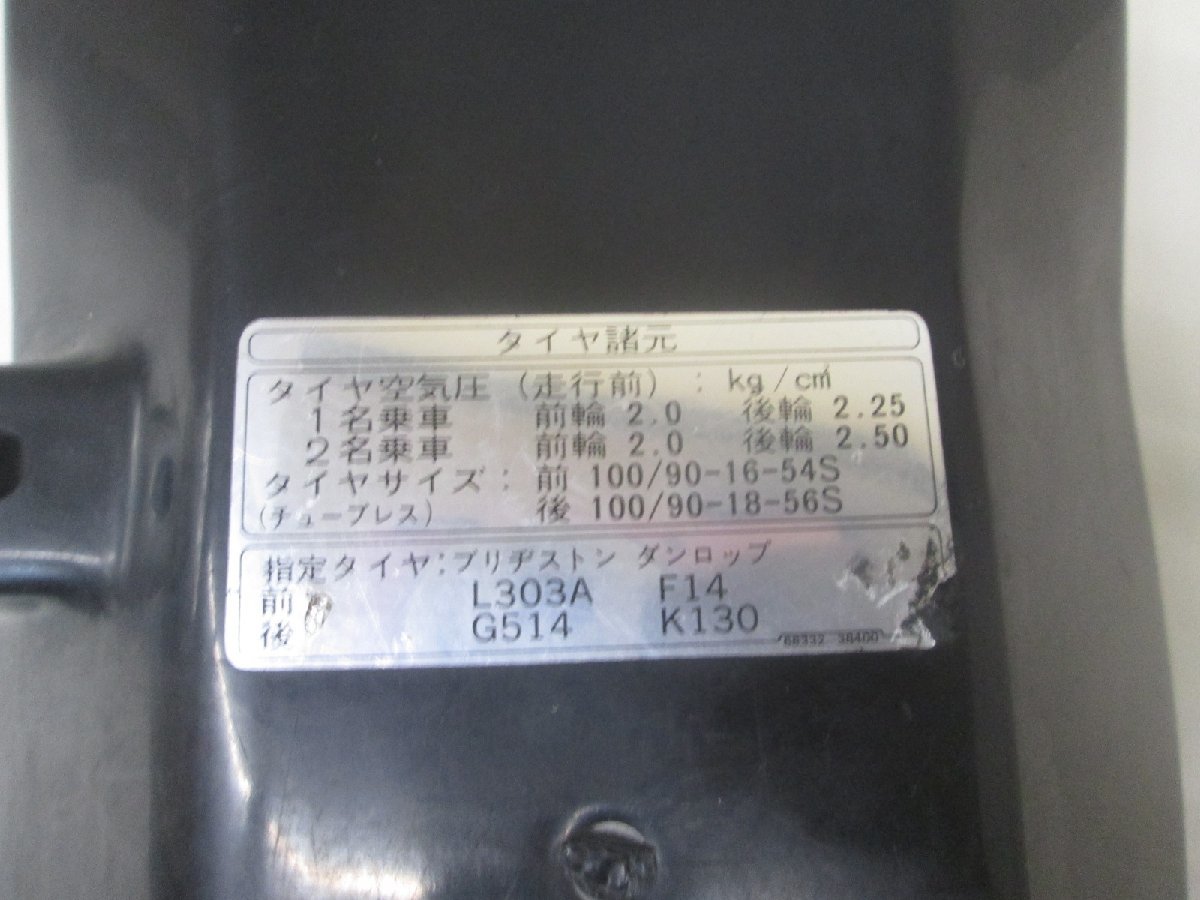 タイヤ諸元
タイヤ空気圧 (走行前) : kg/c㎡
1名乗車 前輪 2.0 後輪 2.25
2名乗車 前輪 2.0 後輪 2.50
タイヤサイズ : 前 100/90-16-54S
(チューブレス) 後 100/90-18-56S
指定タイヤ:ブリヂストン ダンロップ
前 L303A F14
後 G514 K130
68332 38400